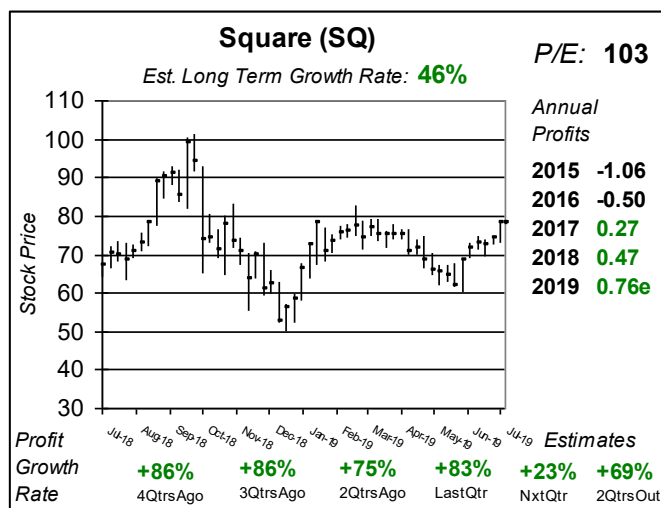 Square (SQ)
P/E: 103
Est. Long Term Growth Rate: 46%
Annual
Profits
2015 -1.06
2016 -0.50
2017 0.27
2018 0.47
2019 0.76e
Stock Price
110
100
90
80
70
60
50
40
30
Jul-18 Aug-18 Sep-18 Oct-18 Nov-18 Dec-18 Jan-19 Feb-19 Mar-19 Apr-19 May-19 Jun-19 Jul-19
Profit Estimates
Growth +86% +86% +75% +83% +23% +69%
Rate 4QtrsAgo 3QtrsAgo 2QtrsAgo LastQtr NxtQtr 2QtrsOut